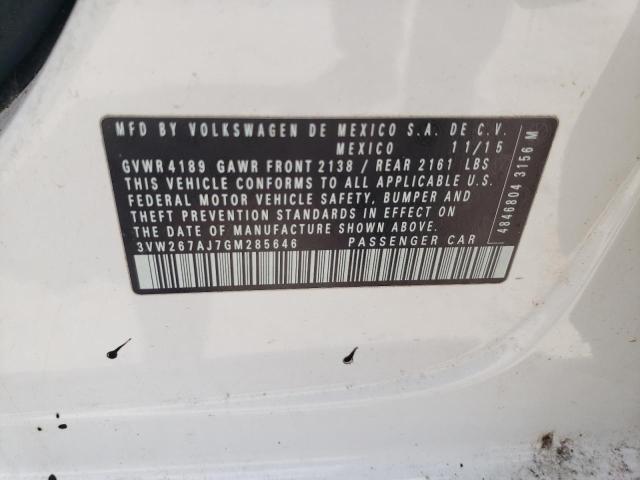 MFD BY VOLKSWAGEN DE MEXICO S.A. DE C.V.
MEXICO 11/15
GVWR 4189 GAWR FRONT 2138 / REAR 2161 LBS
THIS VEHICLE CONFORMS TO ALL APPLICABLE U.S.
FEDERAL MOTOR VEHICLE SAFETY, BUMPER AND
THEFT PREVENTION STANDARDS IN EFFECT ON
THE DATE OF MANUFACTURE SHOWN ABOVE.
3VW267AJ7GM285646 PASSENGER CAR
4846804 3156 M